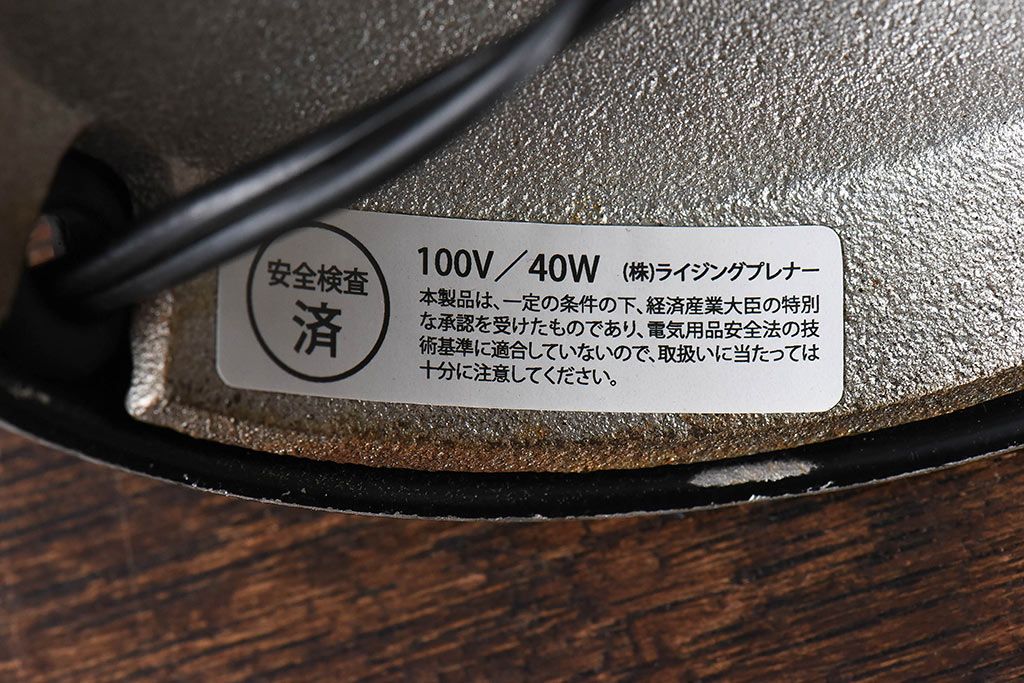 安全検査
済
100V／40W (株)ライジングプレナー
本製品は、一定の条件の下、経済産業大臣の特別
な承認を受けたものであり、電気用品安全法の技
術基準に適合していないので、取扱いに当たっては
十分に注意してください。